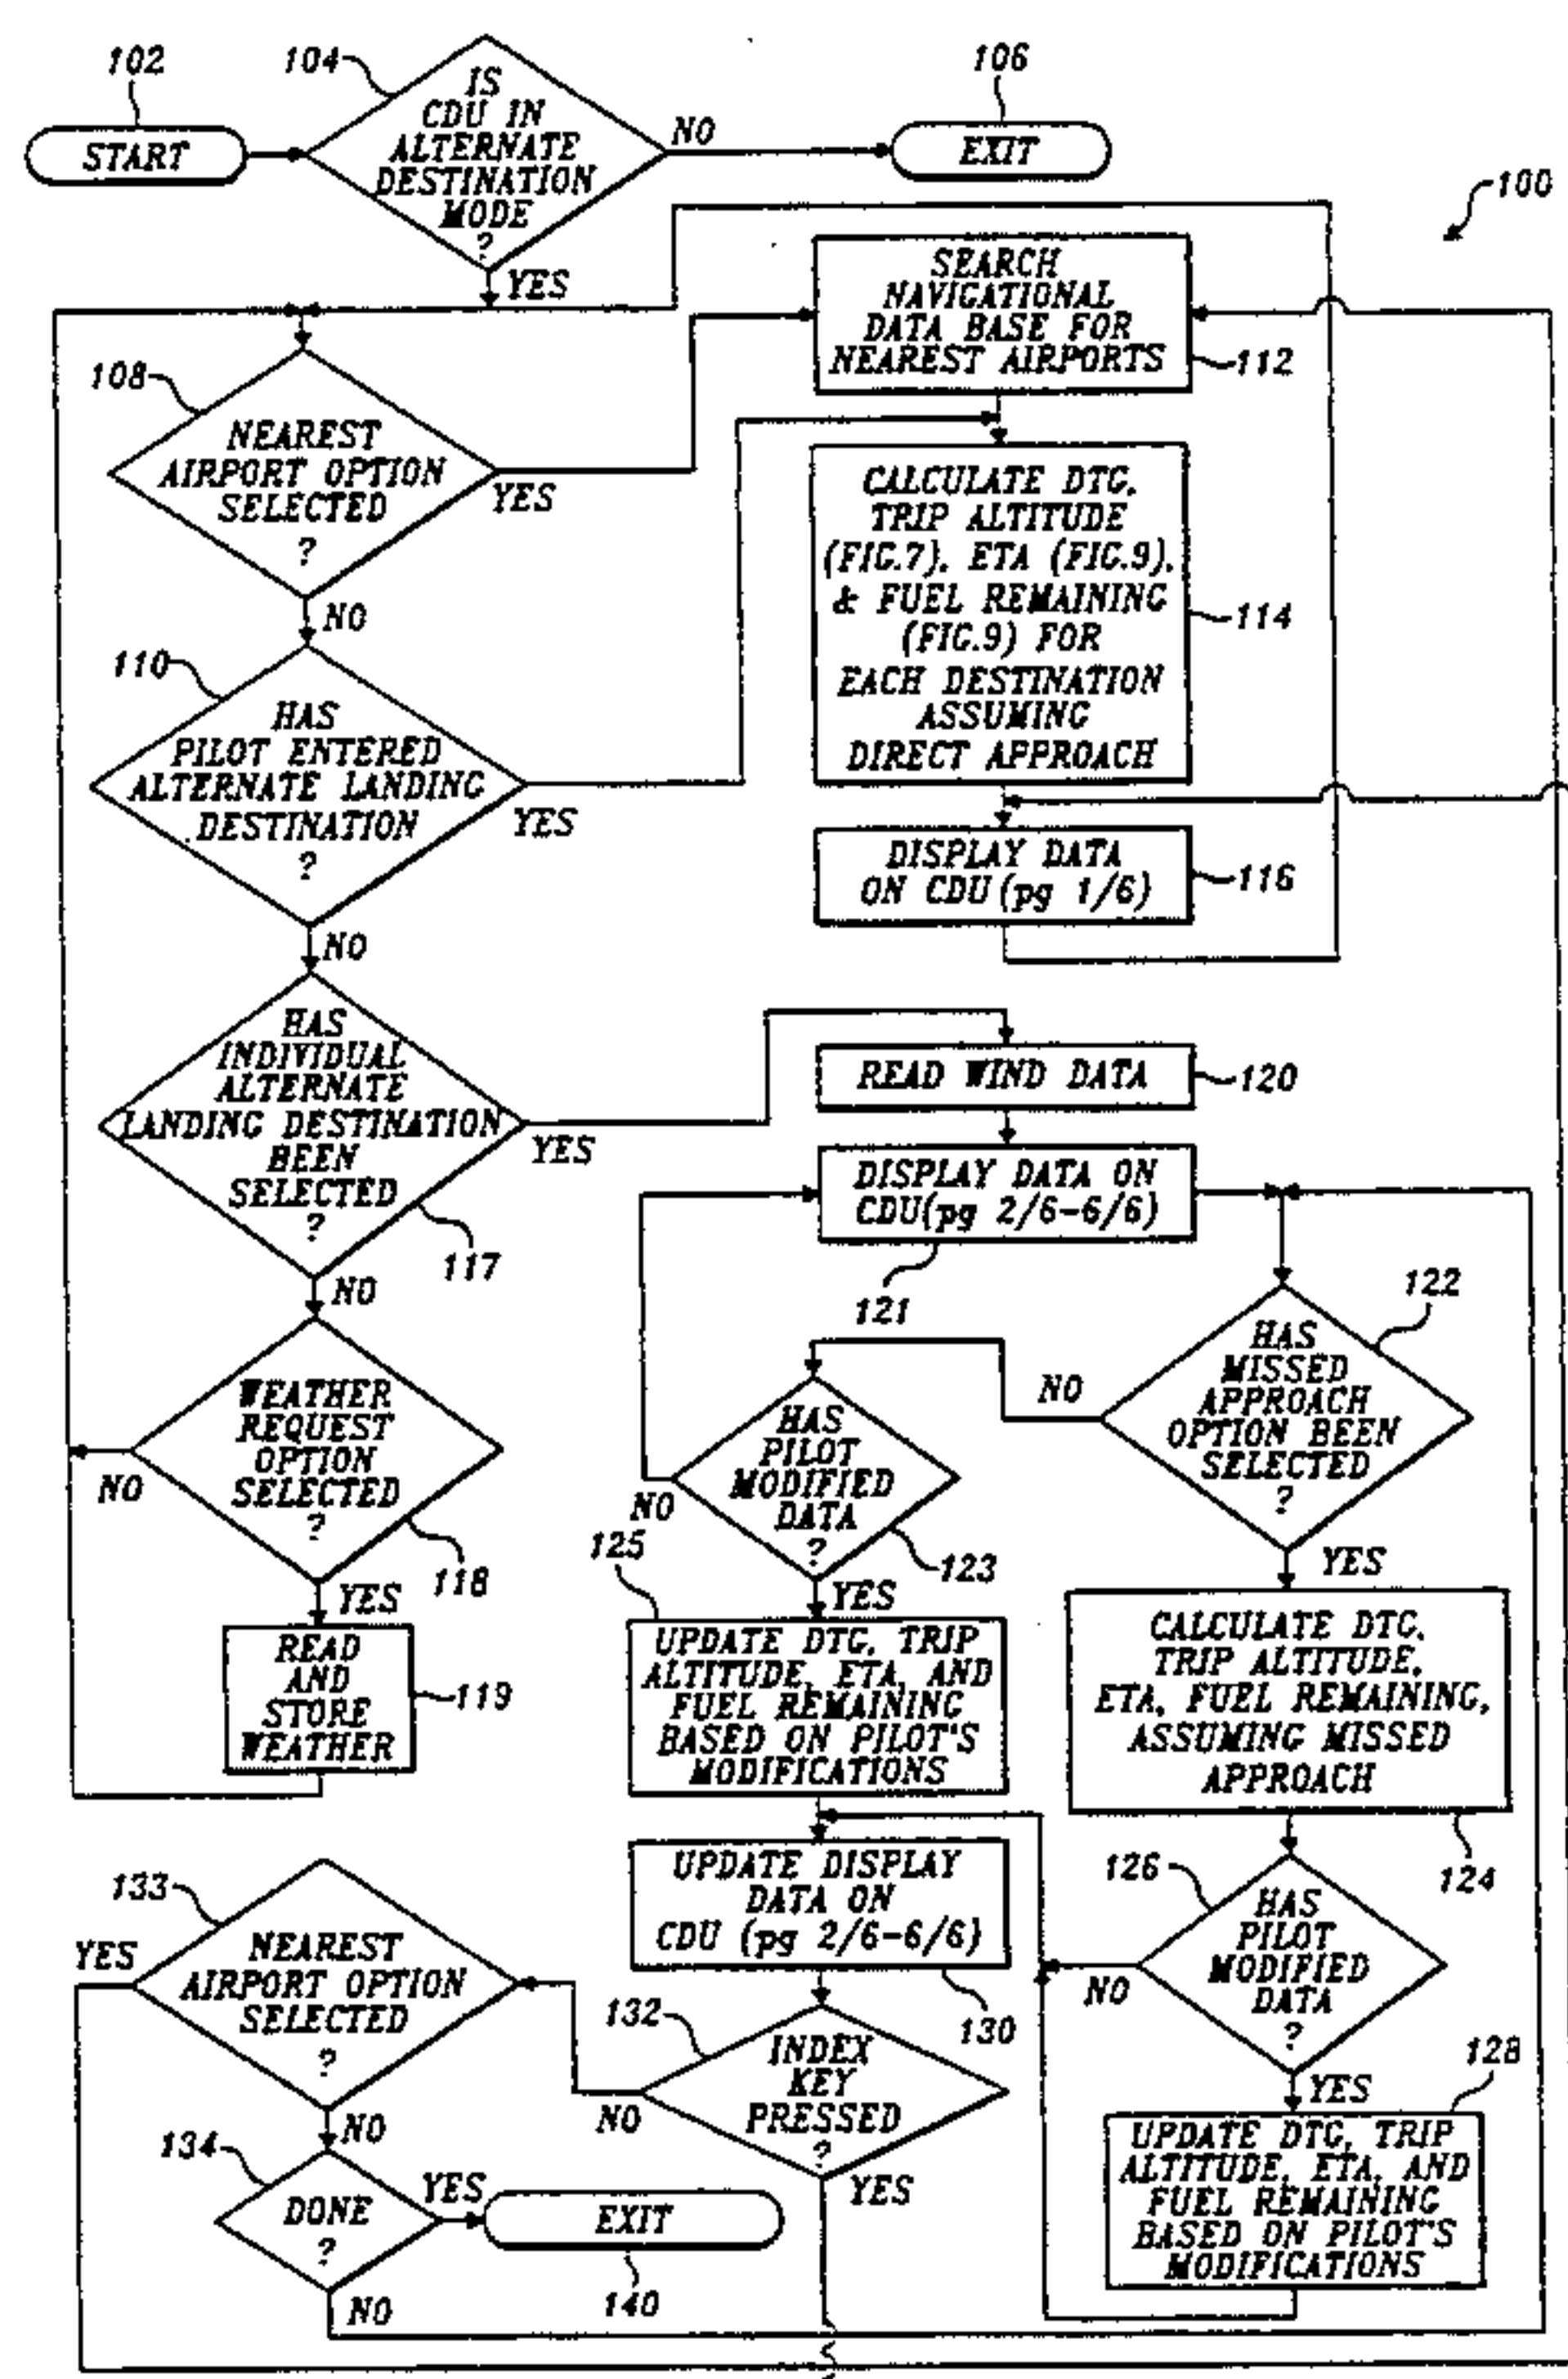 102
START
104
IS
CDU IN
ALTERNATE
DESTINATION
MODE
?
NO
YES
106
EXIT
100
SEARCH
NAVIGATIONAL
DATA BASE FOR
NEAREST AIRPORTS
112
108
NEAREST
AIRPORT OPTION
SELECTED
?
YES
NO
CALCULATE DTG,
TRIP ALTITUDE
(FIG.7), ETA (FIG.9),
& FUEL REMAINING
(FIG.9) FOR
EACH DESTINATION
ASSUMING
DIRECT APPROACH
114
110
HAS
PILOT ENTERED
ALTERNATE LANDING
DESTINATION
?
YES
NO
DISPLAY DATA
ON CDU (pg 1/6)
116
HAS
INDIVIDUAL
ALTERNATE
LANDING DESTINATION
BEEN
SELECTED
?
YES
117
NO
READ WIND DATA
120
DISPLAY DATA ON
CDU(pg 2/6-6/6)
121
122
HAS
MISSED
APPROACH
OPTION BEEN
SELECTED
?
NO
YES
WEATHER
REQUEST
OPTION
SELECTED
?
NO
118
YES
READ
AND
STORE
WEATHER
119
HAS
PILOT
MODIFIED
DATA
?
NO
123
YES
125
UPDATE DTG, TRIP
ALTITUDE, ETA, AND
FUEL REMAINING
BASED ON PILOT'S
MODIFICATIONS
CALCULATE DTG,
TRIP ALTITUDE,
ETA, FUEL REMAINING,
ASSUMING MISSED
APPROACH
124
126
HAS
PILOT
MODIFIED
DATA
?
NO
YES
128
UPDATE DTG, TRIP
ALTITUDE, ETA, AND
FUEL REMAINING
BASED ON PILOT'S
MODIFICATIONS
UPDATE DISPLAY
DATA ON
CDU (pg 2/6-6/6)
130
132
INDEX
KEY
PRESSED
?
NO
YES
133
NEAREST
AIRPORT OPTION
SELECTED
?
YES
NO
134
DONE
?
YES
NO
EXIT
140